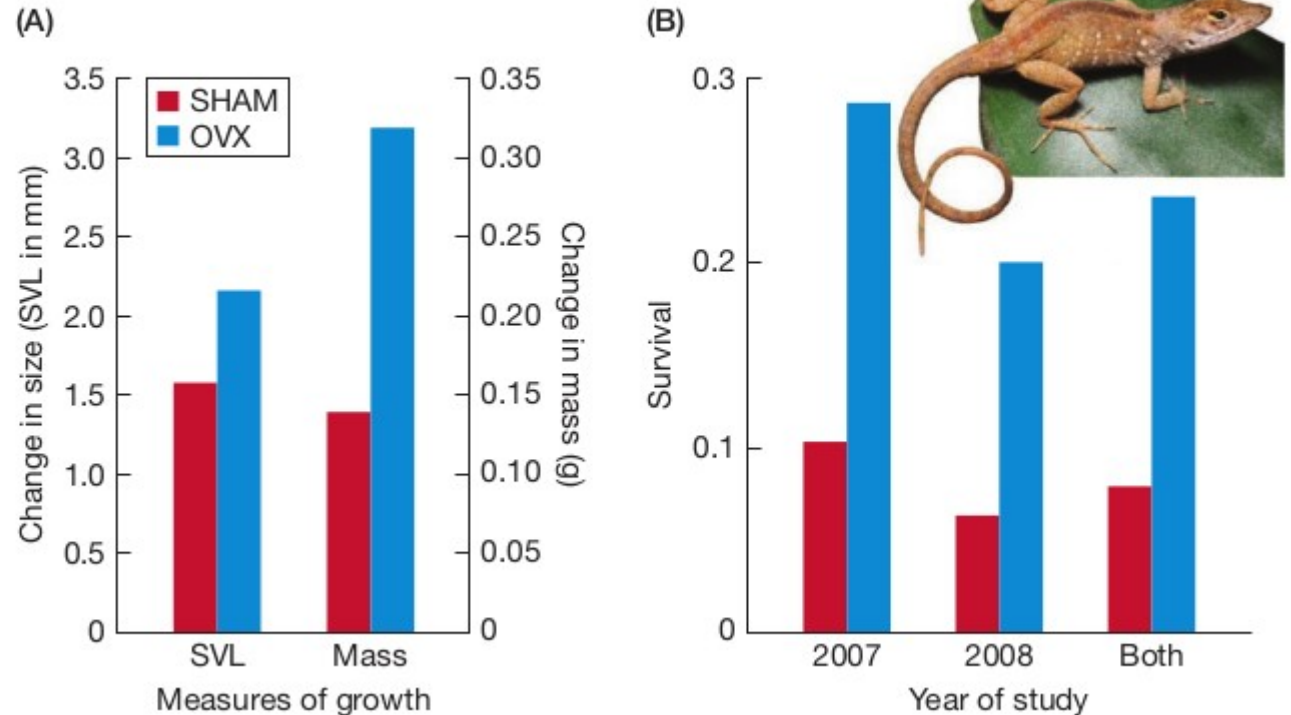 (A)
Change in size (SVL in mm)
3.5
3.0
2.5
2.0
1.5
1.0
0.5
0
SHAM
OVX
0.35
0.30
0.25
0.20
0.15
0.10
0.05
0
Change in mass (g)
SVL Mass
Measures of growth
(B)
Survival
0.3
0.2
0.1
0
2007 2008 Both
Year of study